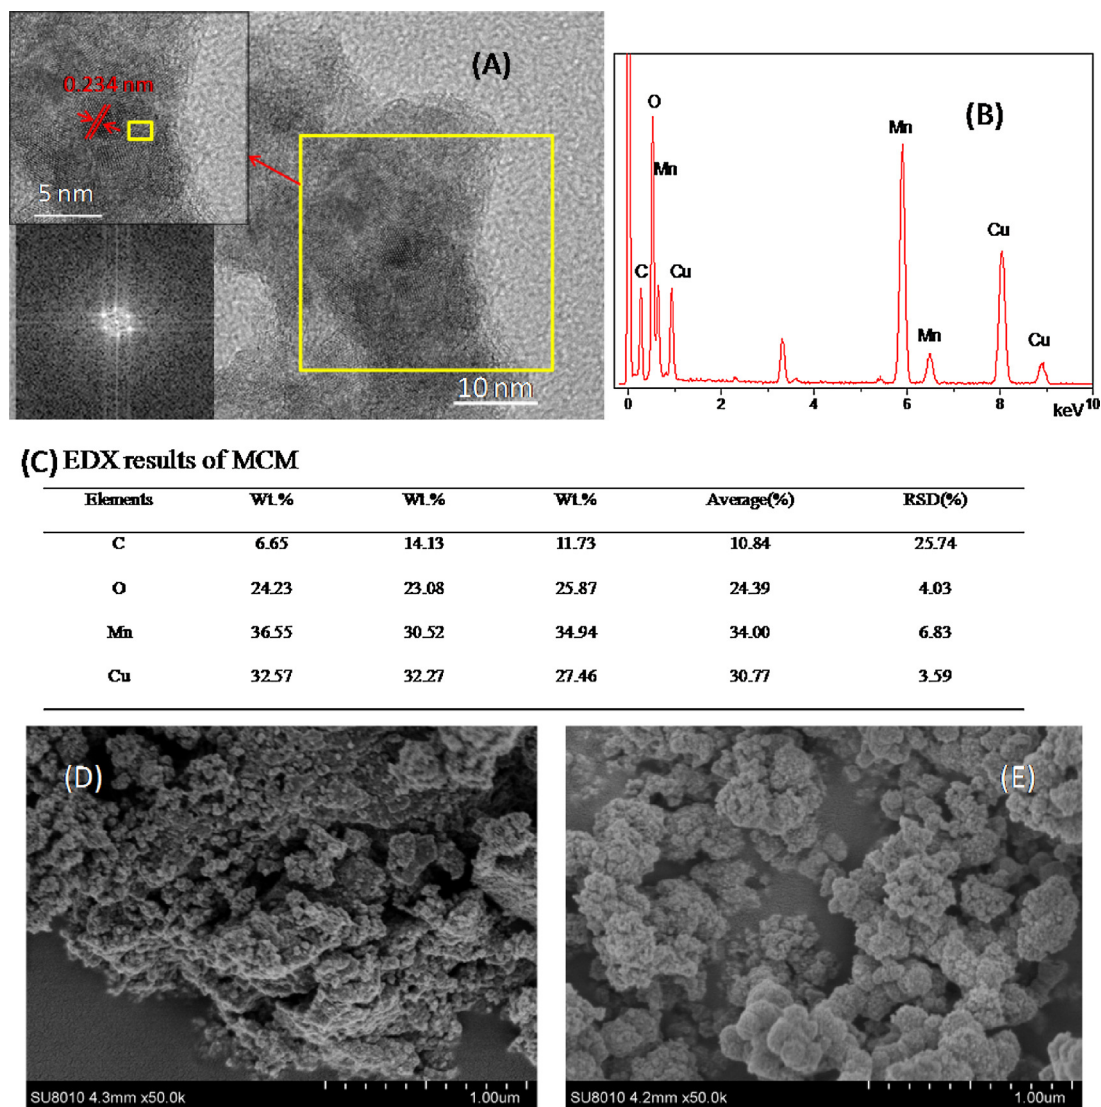 (A)
0.234 nm
5 nm
10 nm
(B)
O
Mn
Mn
C
Cu
Cu
Mn
Cu
0 2 4 6 8 10
keV
(C) EDX results of MCM
Elements Wt.% Wt.% Wt.% Average(%) RSD(%)
C 6.65 14.13 11.73 10.84 25.74
O 24.23 23.08 25.87 24.39 4.03
Mn 36.55 30.52 34.94 34.00 6.83
Cu 32.57 32.27 27.46 30.77 3.59
(D)
(E)
SU8010 4.3mm x50.0k 1.00um
SU8010 4.2mm x50.0k 1.00um